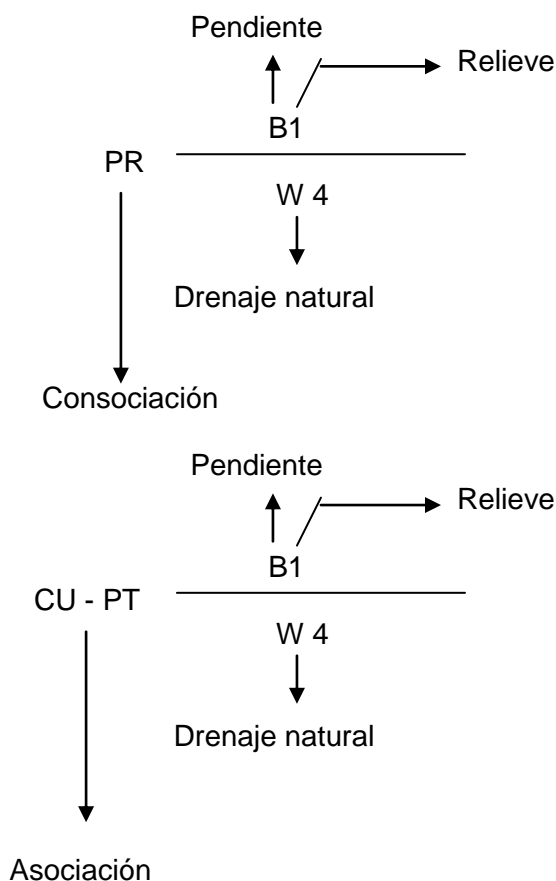 Pendiente
Relieve
B1
PR
W 4
Drenaje natural
Consociación
Pendiente
Relieve
B1
CU - PT
W 4
Drenaje natural
Asociación